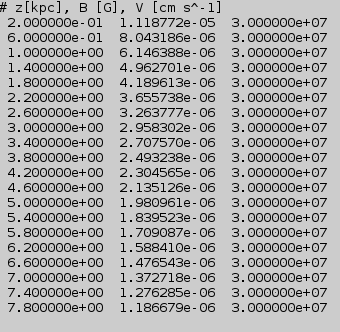 # z[kpc], B [G], V [cm s^-1]
2.000000e-01 1.118772e-05 3.000000e+07
6.000000e-01 8.043186e-06 3.000000e+07
1.000000e+00 6.146388e-06 3.000000e+07
1.400000e+00 4.962701e-06 3.000000e+07
1.800000e+00 4.189613e-06 3.000000e+07
2.200000e+00 3.655738e-06 3.000000e+07
2.600000e+00 3.263777e-06 3.000000e+07
3.000000e+00 2.958302e-06 3.000000e+07
3.400000e+00 2.707570e-06 3.000000e+07
3.800000e+00 2.493238e-06 3.000000e+07
4.200000e+00 2.304565e-06 3.000000e+07
4.600000e+00 2.135126e-06 3.000000e+07
5.000000e+00 1.980961e-06 3.000000e+07
5.400000e+00 1.839523e-06 3.000000e+07
5.800000e+00 1.709087e-06 3.000000e+07
6.200000e+00 1.588410e-06 3.000000e+07
6.600000e+00 1.476543e-06 3.000000e+07
7.000000e+00 1.372718e-06 3.000000e+07
7.400000e+00 1.276285e-06 3.000000e+07
7.800000e+00 1.186679e-06 3.000000e+07